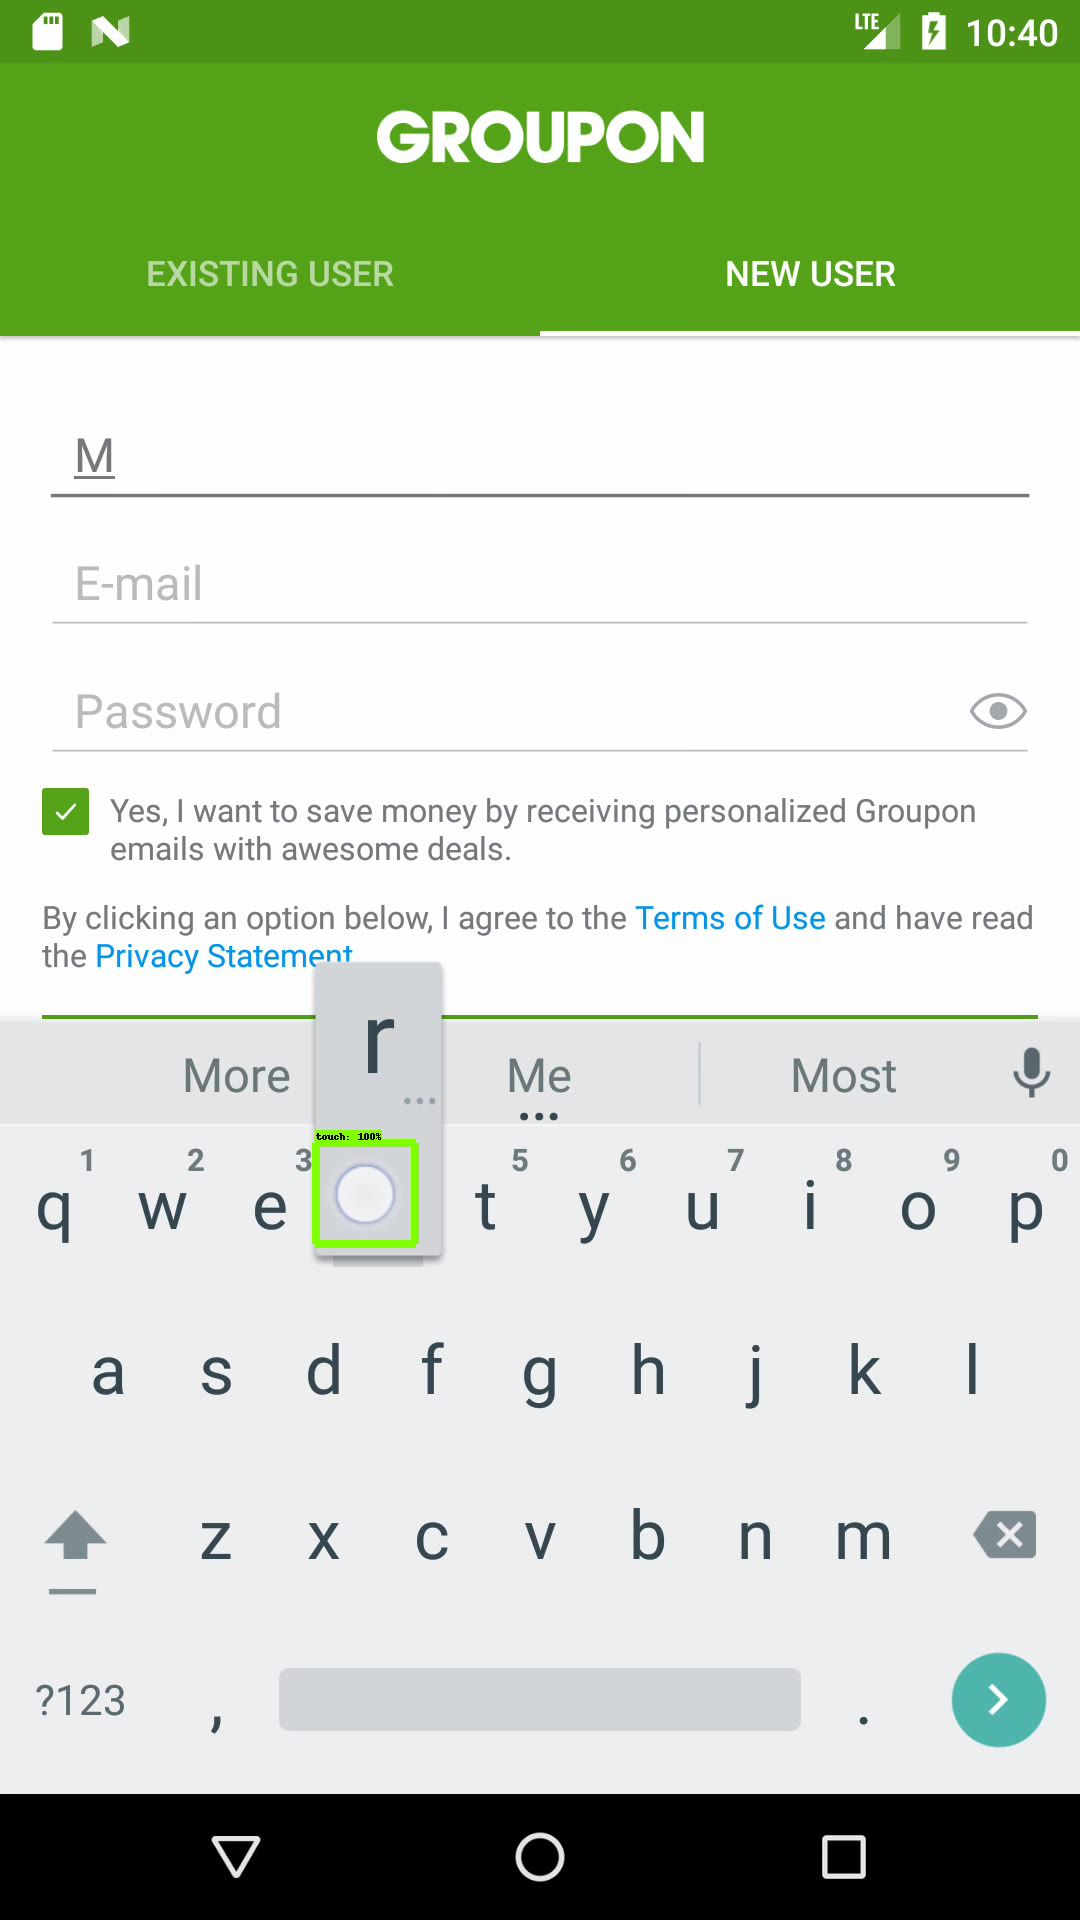 LTE 10:40
GROUPON
EXISTING USER NEW USER
M
E-mail
Password
Yes, I want to save money by receiving personalized Groupon
emails with awesome deals.
By clicking an option below, I agree to the Terms of Use and have read
the Privacy Statement
r
More Me Most
touch: 100%
1 2 3 5 6 7 8 9 0
q w e t y u i o p
a s d f g h j k l
z x c v b n m
?123 , .